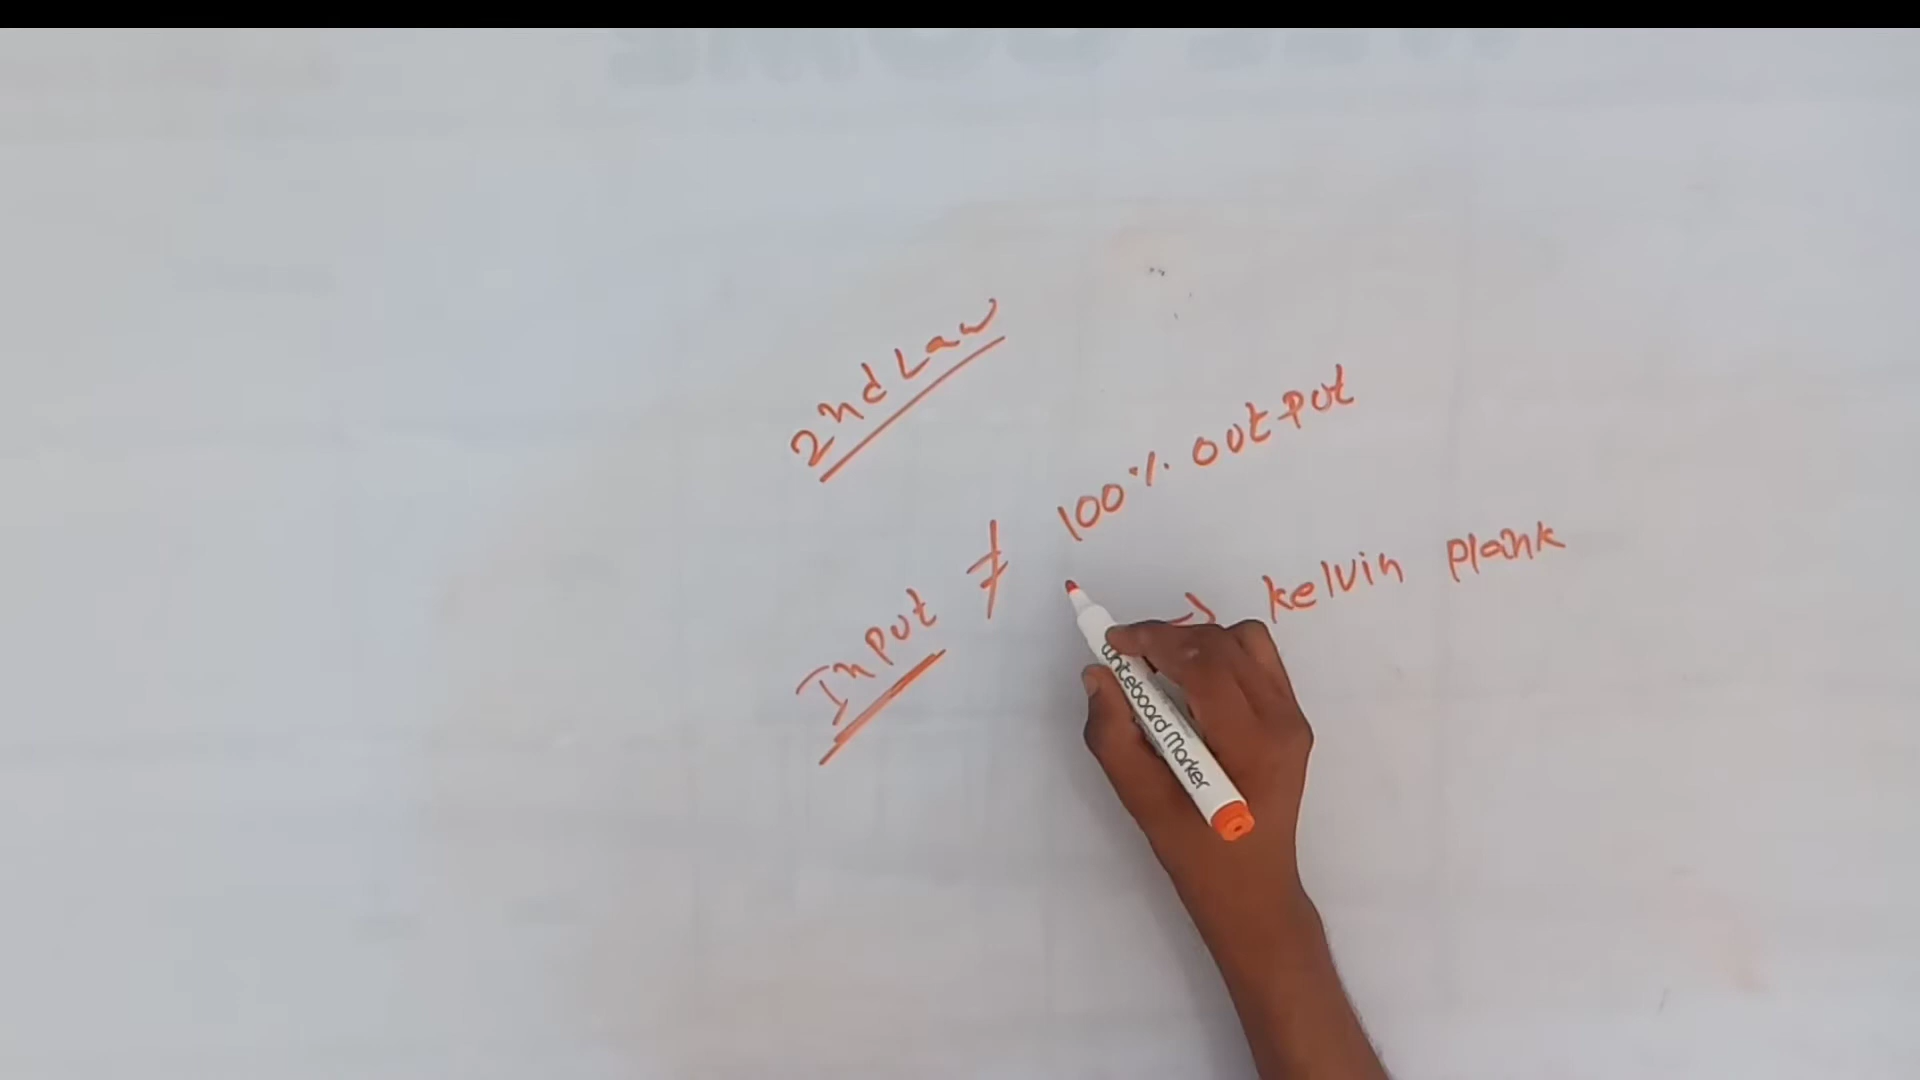 2nd Law
Input ≠ 100% output
→ kelvin plank
whiteboard Marker